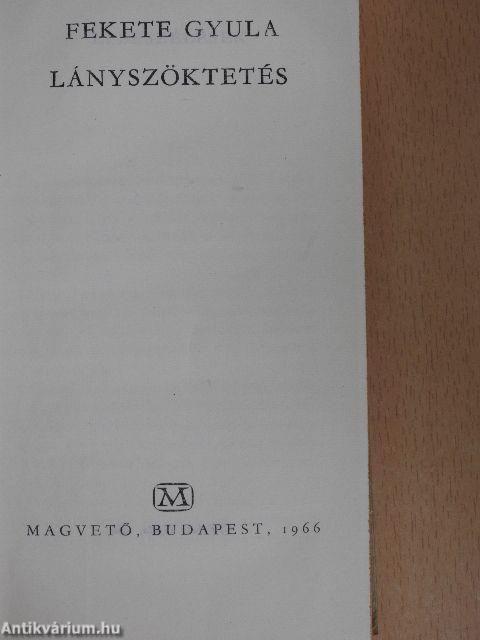 FEKETE GYULA
LÁNYSZÖKTETÉS
M
MAGVETŐ, BUDAPEST, 1966
Antikvárium.hu